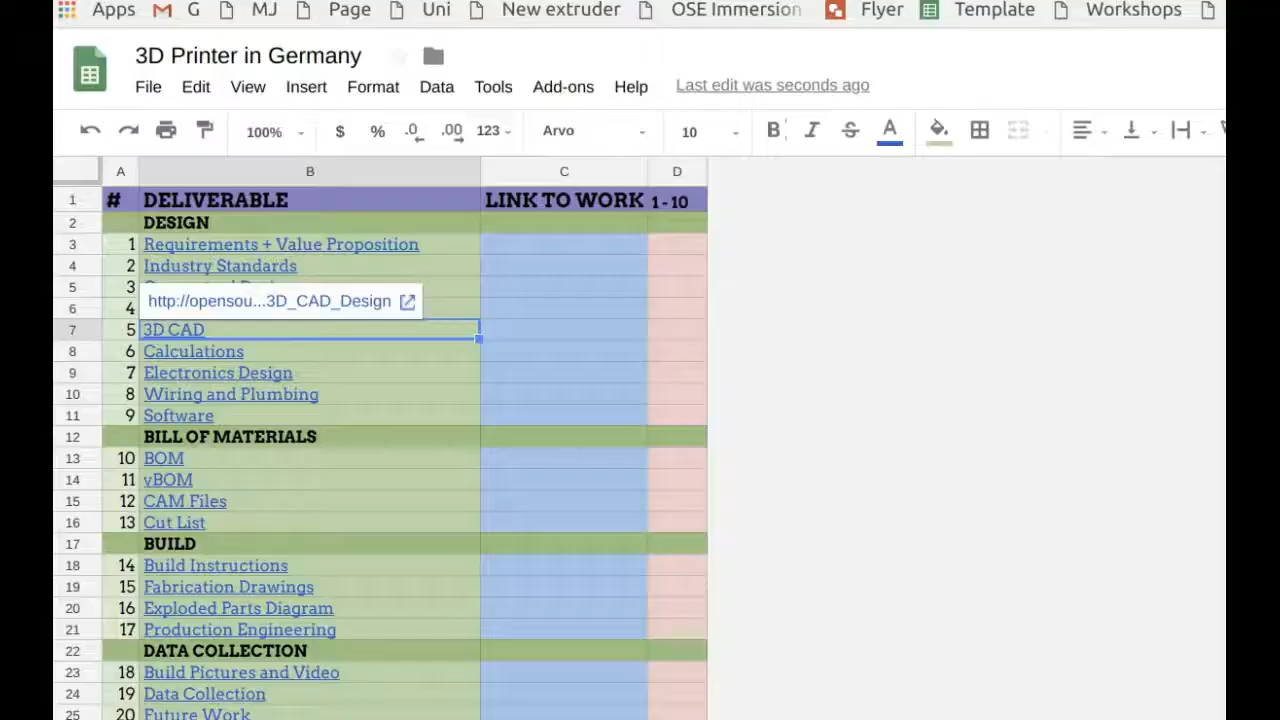 Apps G MJ Page Uni New extruder OSE Immersion Flyer Template Workshops
3D Printer in Germany
File Edit View Insert Format Data Tools Add-ons Help Last edit was seconds ago
100% $ % .0 .00 123 Arvo 10 B I S A
A B C D
1 # DELIVERABLE LINK TO WORK 1 - 10
2 DESIGN
3 1 Requirements + Value Proposition
4 2 Industry Standards
5 3
http://opensou...3D_CAD_Design
6 4
7 5 3D CAD
8 6 Calculations
9 7 Electronics Design
10 8 Wiring and Plumbing
11 9 Software
12 BILL OF MATERIALS
13 10 BOM
14 11 vBOM
15 12 CAM Files
16 13 Cut List
17 BUILD
18 14 Build Instructions
19 15 Fabrication Drawings
20 16 Exploded Parts Diagram
21 17 Production Engineering
22 DATA COLLECTION
23 18 Build Pictures and Video
24 19 Data Collection
25 20 Future Work